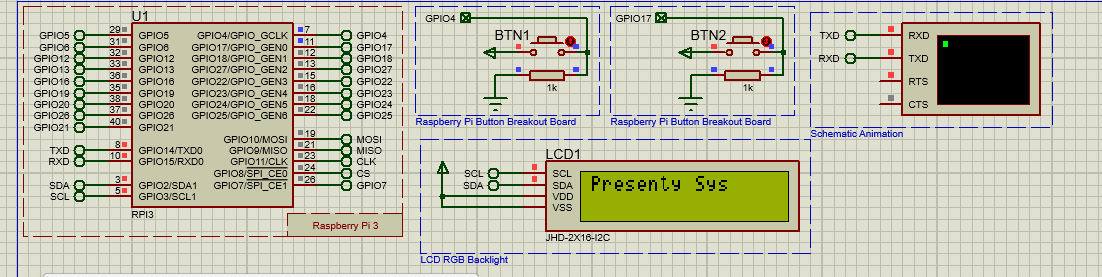 U1
GPIO5 29 GPIO5 GPIO4/GPIO_GCLK 7 GPIO4
GPIO6 31 GPIO6 GPIO17/GPIO_GEN0 11 GPIO17
GPIO12 32 GPIO12 GPIO18/GPIO_GEN1 12 GPIO18
GPIO13 33 GPIO13 GPIO27/GPIO_GEN2 13 GPIO27
GPIO16 36 GPIO16 GPIO22/GPIO_GEN3 15 GPIO22
GPIO19 35 GPIO19 GPIO23/GPIO_GEN4 16 GPIO23
GPIO20 38 GPIO20 GPIO24/GPIO_GEN5 18 GPIO24
GPIO26 37 GPIO26 GPIO25/GPIO_GEN6 22 GPIO25
GPIO21 40 GPIO21
GPIO10/MOSI 19 MOSI
TXD 8 GPIO14/TXD0 GPIO9/MISO 21 MISO
RXD 10 GPIO15/RXD0 GPIO11/CLK 23 CLK
GPIO8/SPI_CE0 24 CS
SDA 3 GPIO2/SDA1 GPIO7/SPI_CE1 26 GPIO7
SCL 5 GPIO3/SCL1
RPI3
Raspberry Pi 3
GPIO4
BTN1
1k
Raspberry Pi Button Breakout Board
GPIO17
BTN2
1k
Raspberry Pi Button Breakout Board
TXD RXD
RXD TXD
RTS
CTS
Schematic Animation
LCD1
SCL SCL
SDA SDA
VDD
VSS
Presenty Sys
JHD-2X16-I2C
LCD RGB Backlight